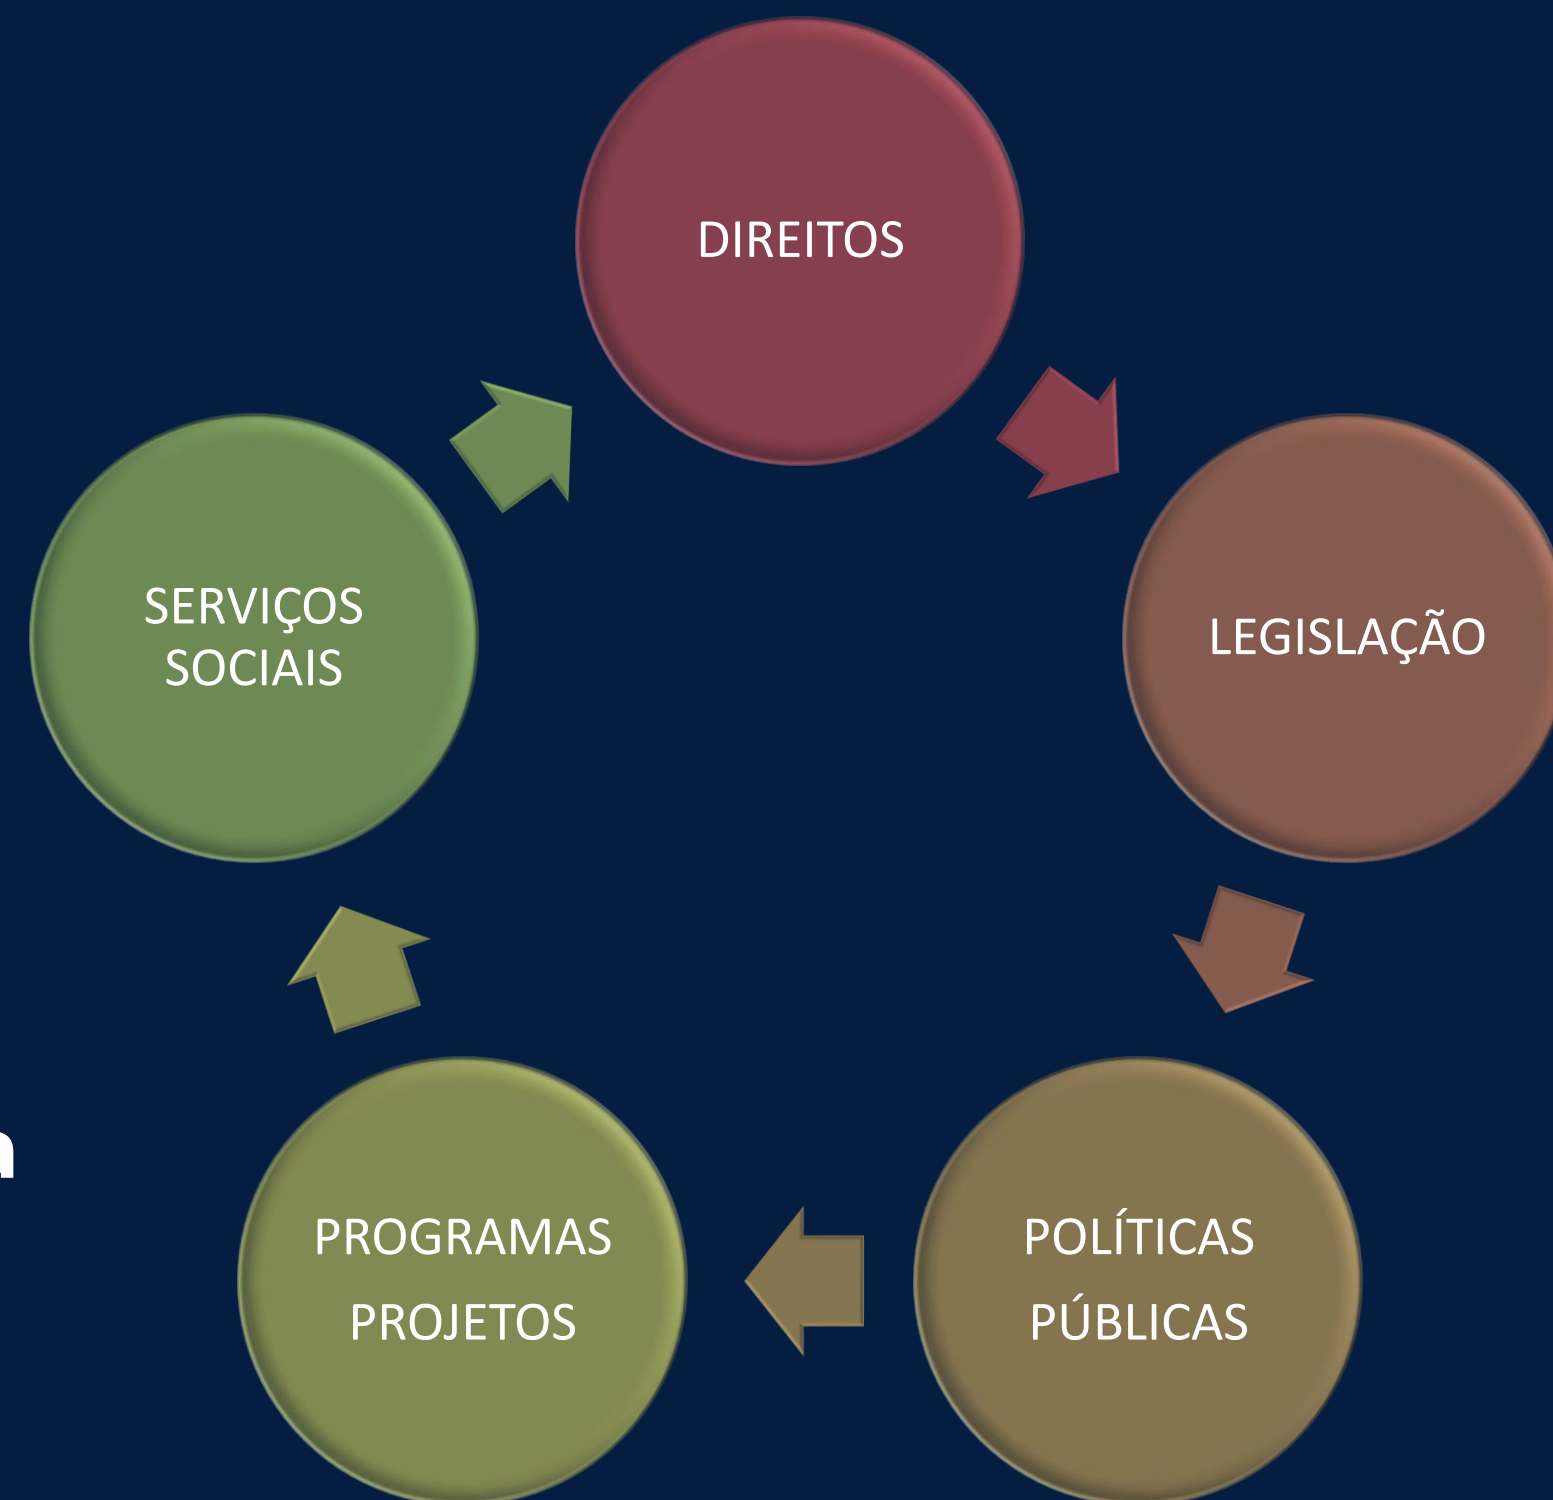 DIREITOS
LEGISLAÇÃO
POLÍTICAS
PÚBLICAS
PROGRAMAS
PROJETOS
SERVIÇOS
SOCIAIS